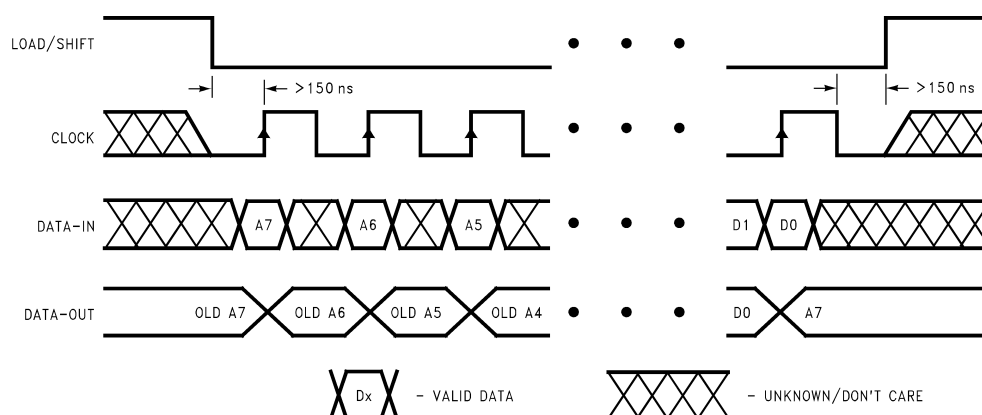 LOAD/SHIFT
>150 ns
>150 ns
CLOCK
DATA-IN
A7
A6
A5
D1
D0
DATA-OUT
OLD A7
OLD A6
OLD A5
OLD A4
D0
A7
Dx
- VALID DATA
- UNKNOWN/DON'T CARE